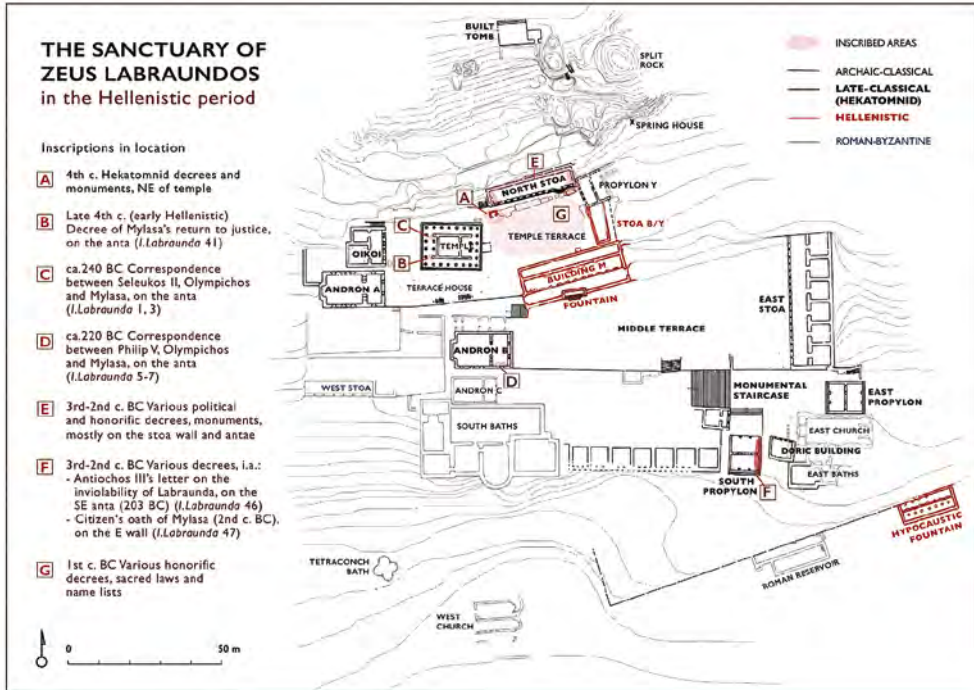 THE SANCTUARY OF
ZEUS LABRAUNDOS
in the Hellenistic period
Inscriptions in location
A
4th c. Hekatomnid decrees and
monuments, NE of temple
B
Late 4th c. (early Hellenistic)
Decree of Mylasa's return to justice,
on the anta (I.Labraunda 41)
C
ca.240 BC Correspondence
between Seleukos II, Olympichos
and Mylasa, on the anta
(I.Labraunda 1, 3)
D
ca.220 BC Correspondence
between Philip V, Olympichos
and Mylasa, on the anta
(I.Labraunda 5-7)
E
3rd-2nd c. BC Various political
and honorific decrees, monuments,
mostly on the stoa wall and antae
F
3rd-2nd c. BC Various decrees, i.a.:
- Antiochos III's letter on the
inviolability of Labraunda, on the
SE anta (203 BC) (I.Labraunda 46)
- Citizen's oath of Mylasa (2nd c. BC),
on the E wall (I.Labraunda 47)
G
1st c. BC Various honorific
decrees, sacred laws and
name lists
0
50 m
INSCRIBED AREAS
ARCHAIC-CLASSICAL
LATE-CLASSICAL
(HEKATOMNID)
HELLENISTIC
ROMAN-BYZANTINE
BUILT
TOMB
SPLIT
ROCK
SPRING HOUSE
E
NORTH STOA
PROPYLON Y
A
G
STOA B/Y
C
TEMPLE TERRACE
OIKOI
TEMPLE
B
BUILDING M
ANDRON A
TERRACE HOUSE
FOUNTAIN
EAST
STOA
MIDDLE TERRACE
ANDRON B
D
WEST STOA
ANDRON C
MONUMENTAL
STAIRCASE
EAST
PROPYLON
SOUTH BATHS
EAST CHURCH
DORIC BUILDING
EAST BATHS
SOUTH
PROPYLON
F
HYPOCAUSTIC
FOUNTAIN
TETRACONCH
BATH
ROMAN RESERVOIR
WEST
CHURCH